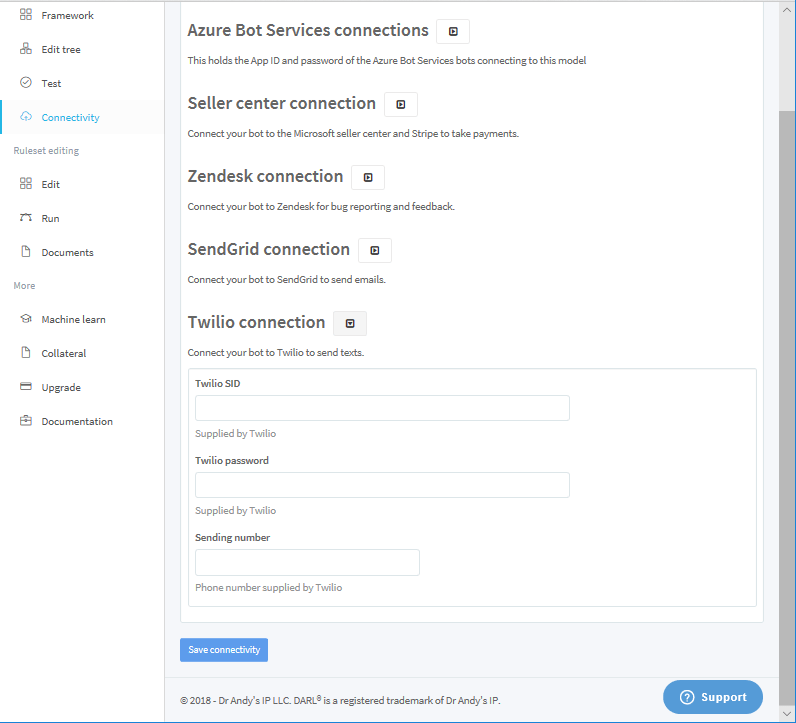 Framework
Edit tree
Test
Connectivity
Ruleset editing
Edit
Run
Documents
More
Machine learn
Collateral
Upgrade
Documentation
Azure Bot Services connections
This holds the App ID and password of the Azure Bot Services bots connecting to this model
Seller center connection
Connect your bot to the Microsoft seller center and Stripe to take payments.
Zendesk connection
Connect your bot to Zendesk for bug reporting and feedback.
SendGrid connection
Connect your bot to SendGrid to send emails.
Twilio connection
Connect your bot to Twilio to send texts.
Twilio SID
Supplied by Twilio
Twilio password
Supplied by Twilio
Sending number
Phone number supplied by Twilio
Save connectivity
© 2018 - Dr Andy's IP LLC. DARL® is a registered trademark of Dr Andy's IP.
Support